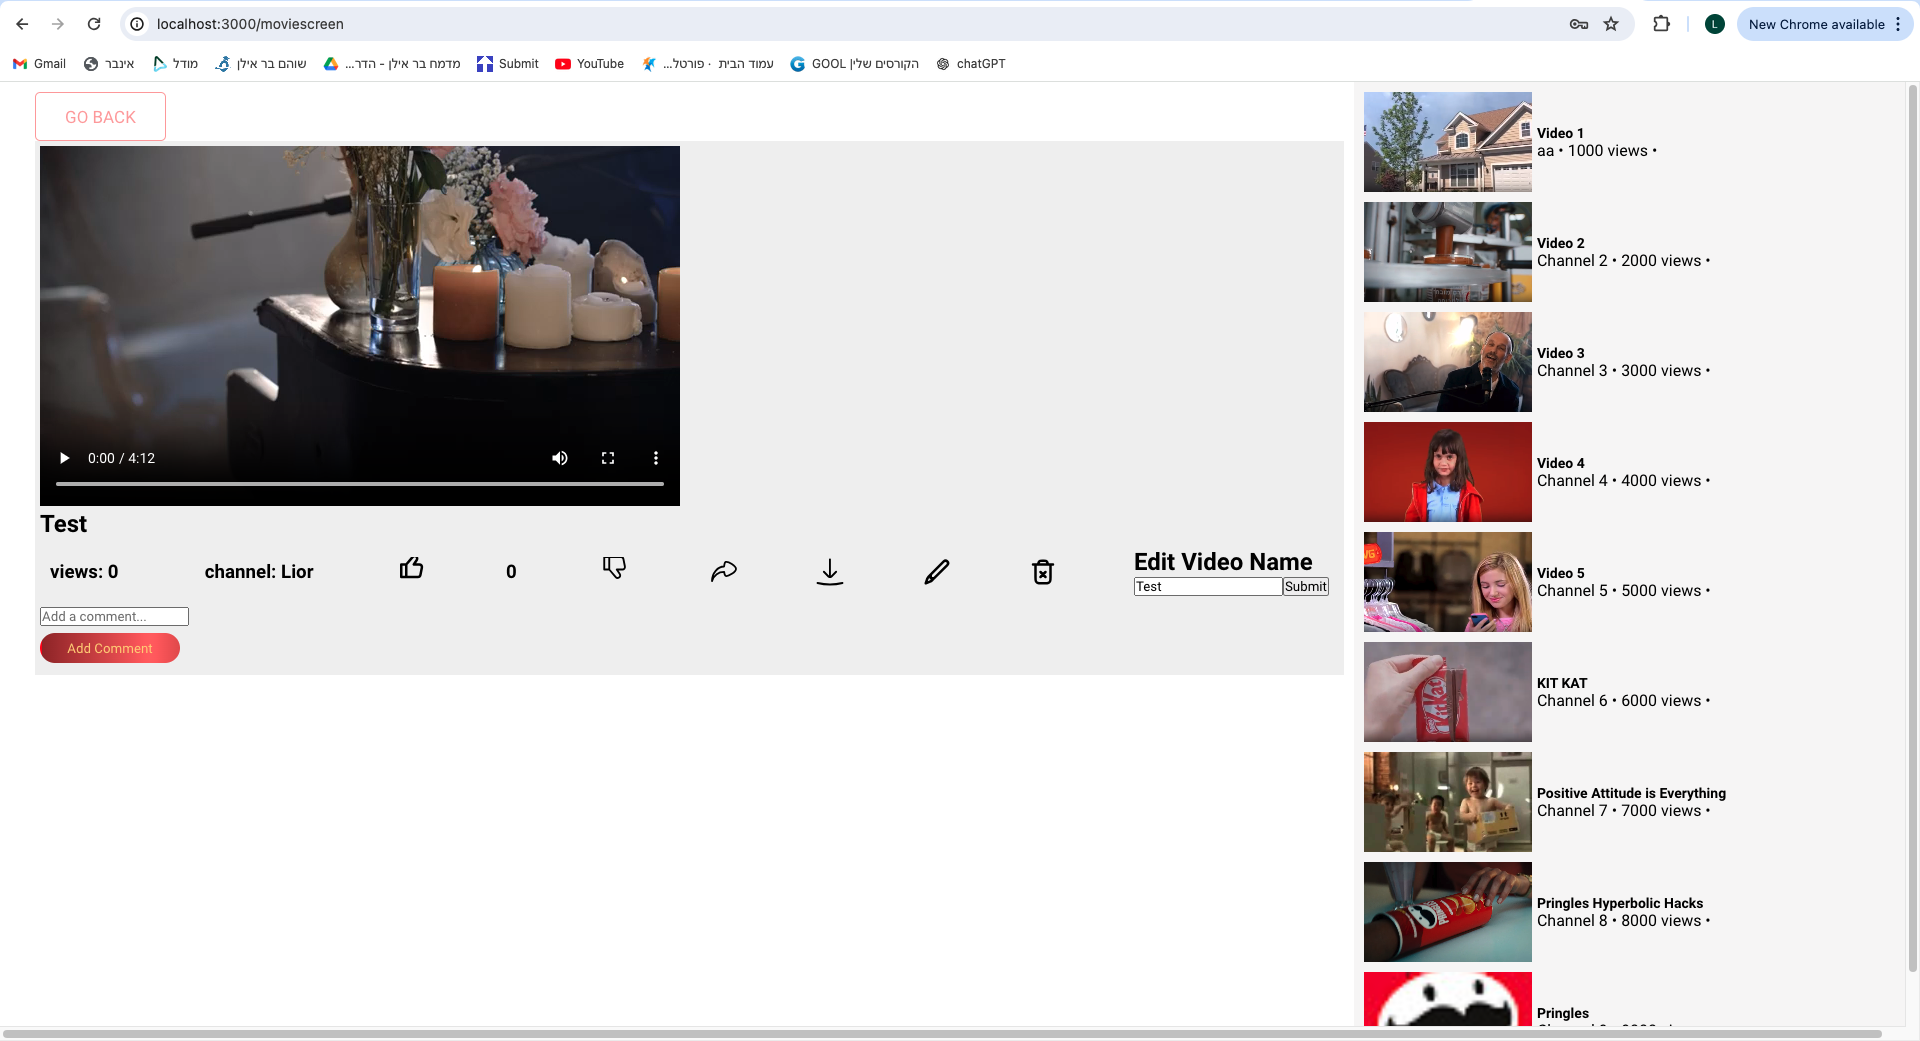 localhost:3000/moviescreen
L
New Chrome available
Gmail
אינבר
מודל
שוהם בר אילן
מדמח בר אילן - הדר...
Submit
YouTube
עמוד הבית · פורטל...
הקורסים שלי| GOOL
chatGPT
GO BACK
0:00 / 4:12
Test
views: 0
channel: Lior
0
Edit Video Name
Test
Submit
Add a comment...
Add Comment
Video 1
aa • 1000 views •
Video 2
Channel 2 • 2000 views •
Video 3
Channel 3 • 3000 views •
Video 4
Channel 4 • 4000 views •
Video 5
Channel 5 • 5000 views •
KIT KAT
Channel 6 • 6000 views •
Positive Attitude is Everything
Channel 7 • 7000 views •
Pringles Hyperbolic Hacks
Channel 8 • 8000 views •
Pringles